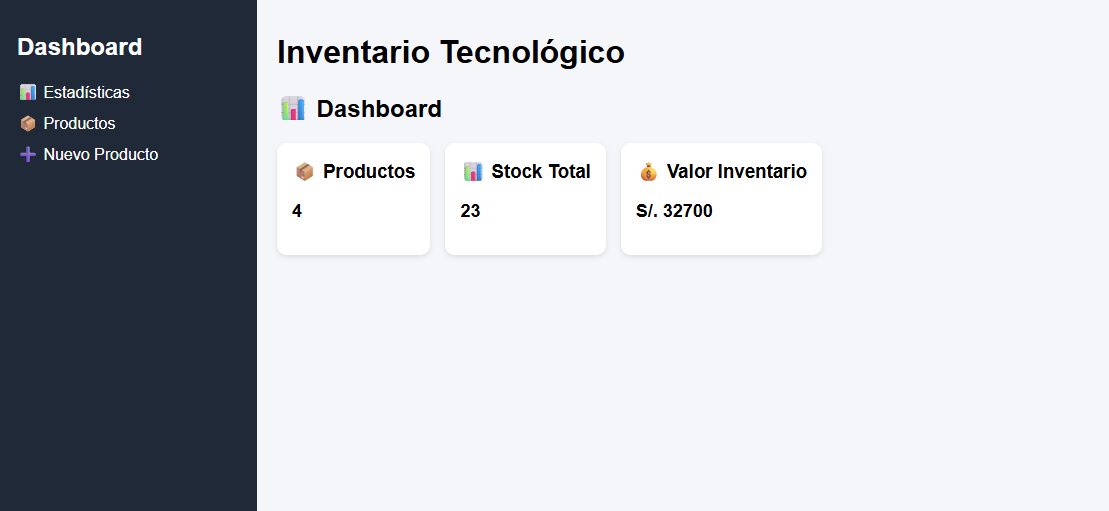 Dashboard
Estadísticas
Productos
Nuevo Producto
Inventario Tecnológico
Dashboard
Productos
4
Stock Total
23
Valor Inventario
S/. 32700